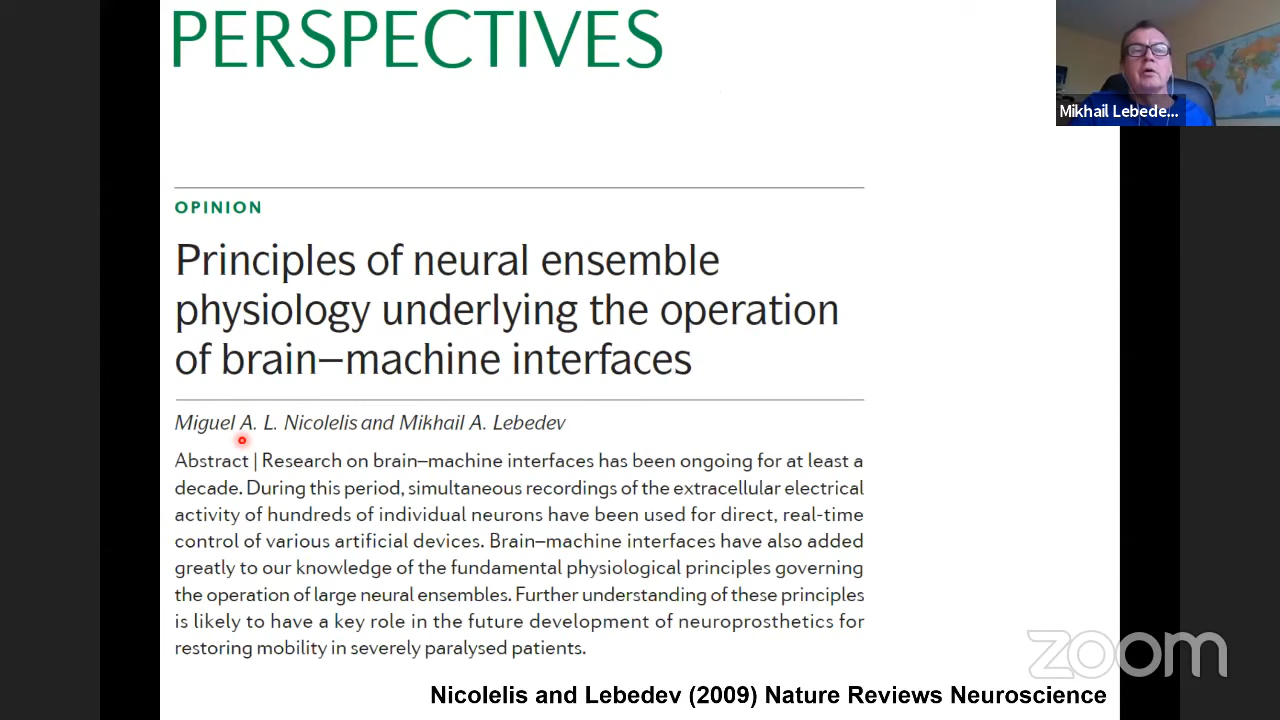 PERSPECTIVES
Mikhail Lebede...
OPINION
Principles of neural ensemble
physiology underlying the operation
of brain–machine interfaces
Miguel A. L. Nicolelis and Mikhail A. Lebedev
Abstract | Research on brain–machine interfaces has been ongoing for at least a
decade. During this period, simultaneous recordings of the extracellular electrical
activity of hundreds of individual neurons have been used for direct, real-time
control of various artificial devices. Brain–machine interfaces have also added
greatly to our knowledge of the fundamental physiological principles governing
the operation of large neural ensembles. Further understanding of these principles
is likely to have a key role in the future development of neuroprosthetics for
restoring mobility in severely paralysed patients.
zoom
Nicolelis and Lebedev (2009) Nature Reviews Neuroscience